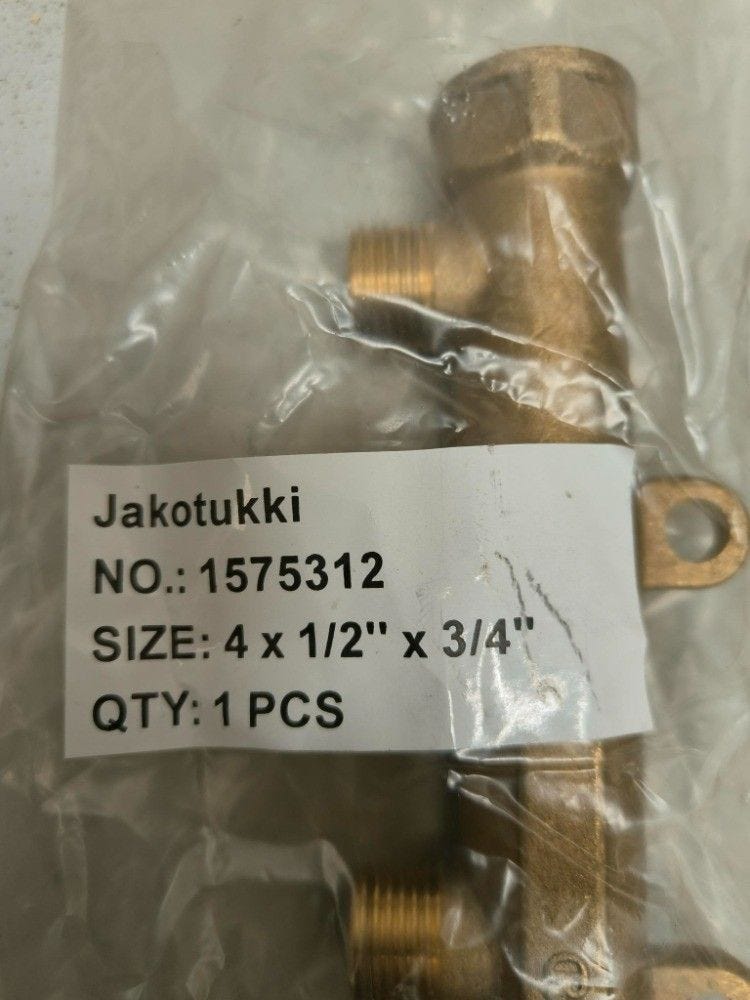 Jakotukki
NO.: 1575312
SIZE: 4 x 1/2" x 3/4"
QTY: 1 PCS